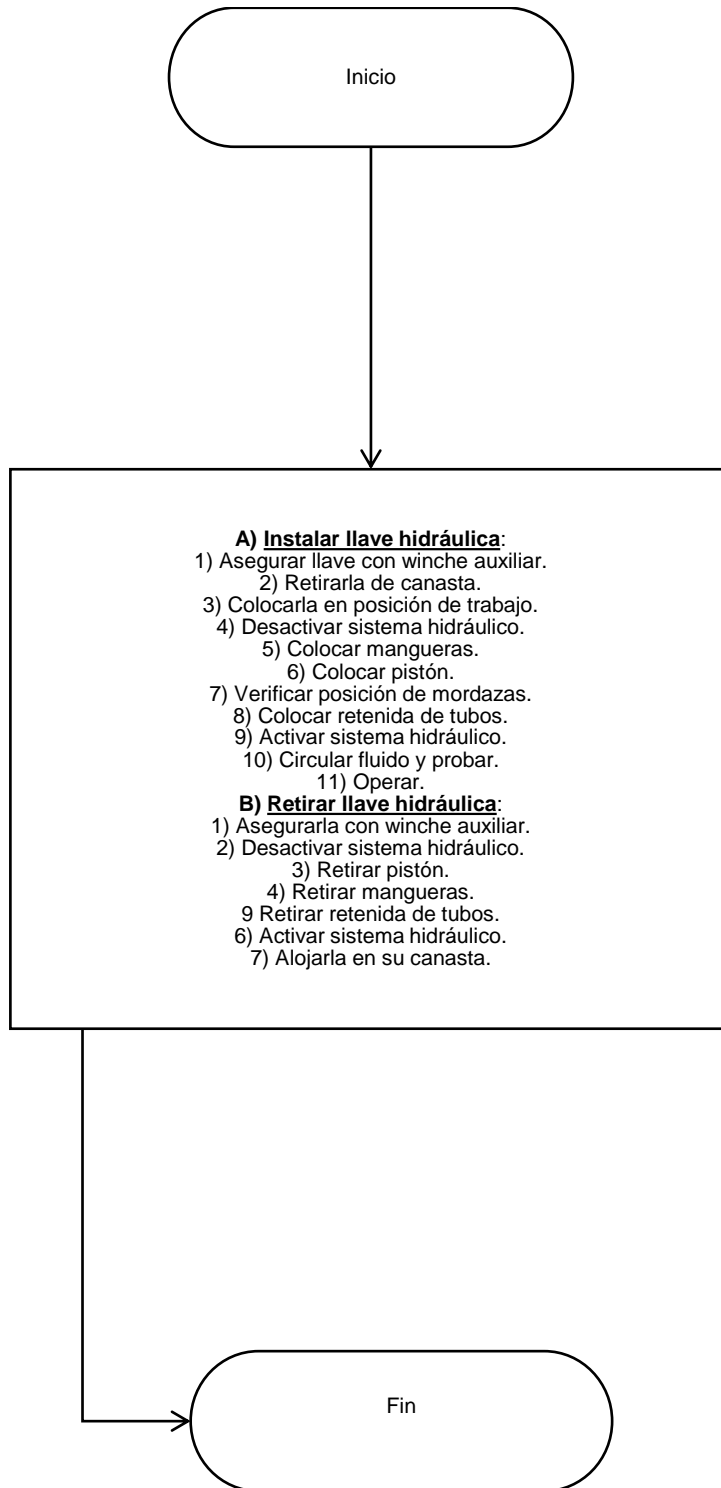 Inicio
A) Instalar llave hidráulica:
1) Asegurar llave con winche auxiliar.
2) Retirarla de canasta.
3) Colocarla en posición de trabajo.
4) Desactivar sistema hidráulico.
5) Colocar mangueras.
6) Colocar pistón.
7) Verificar posición de mordazas.
8) Colocar retenida de tubos.
9) Activar sistema hidráulico.
10) Circular fluido y probar.
11) Operar.
B) Retirar llave hidráulica:
1) Asegurarla con winche auxiliar.
2) Desactivar sistema hidráulico.
3) Retirar pistón.
4) Retirar mangueras.
9 Retirar retenida de tubos.
6) Activar sistema hidráulico.
7) Alojarla en su canasta.
Fin